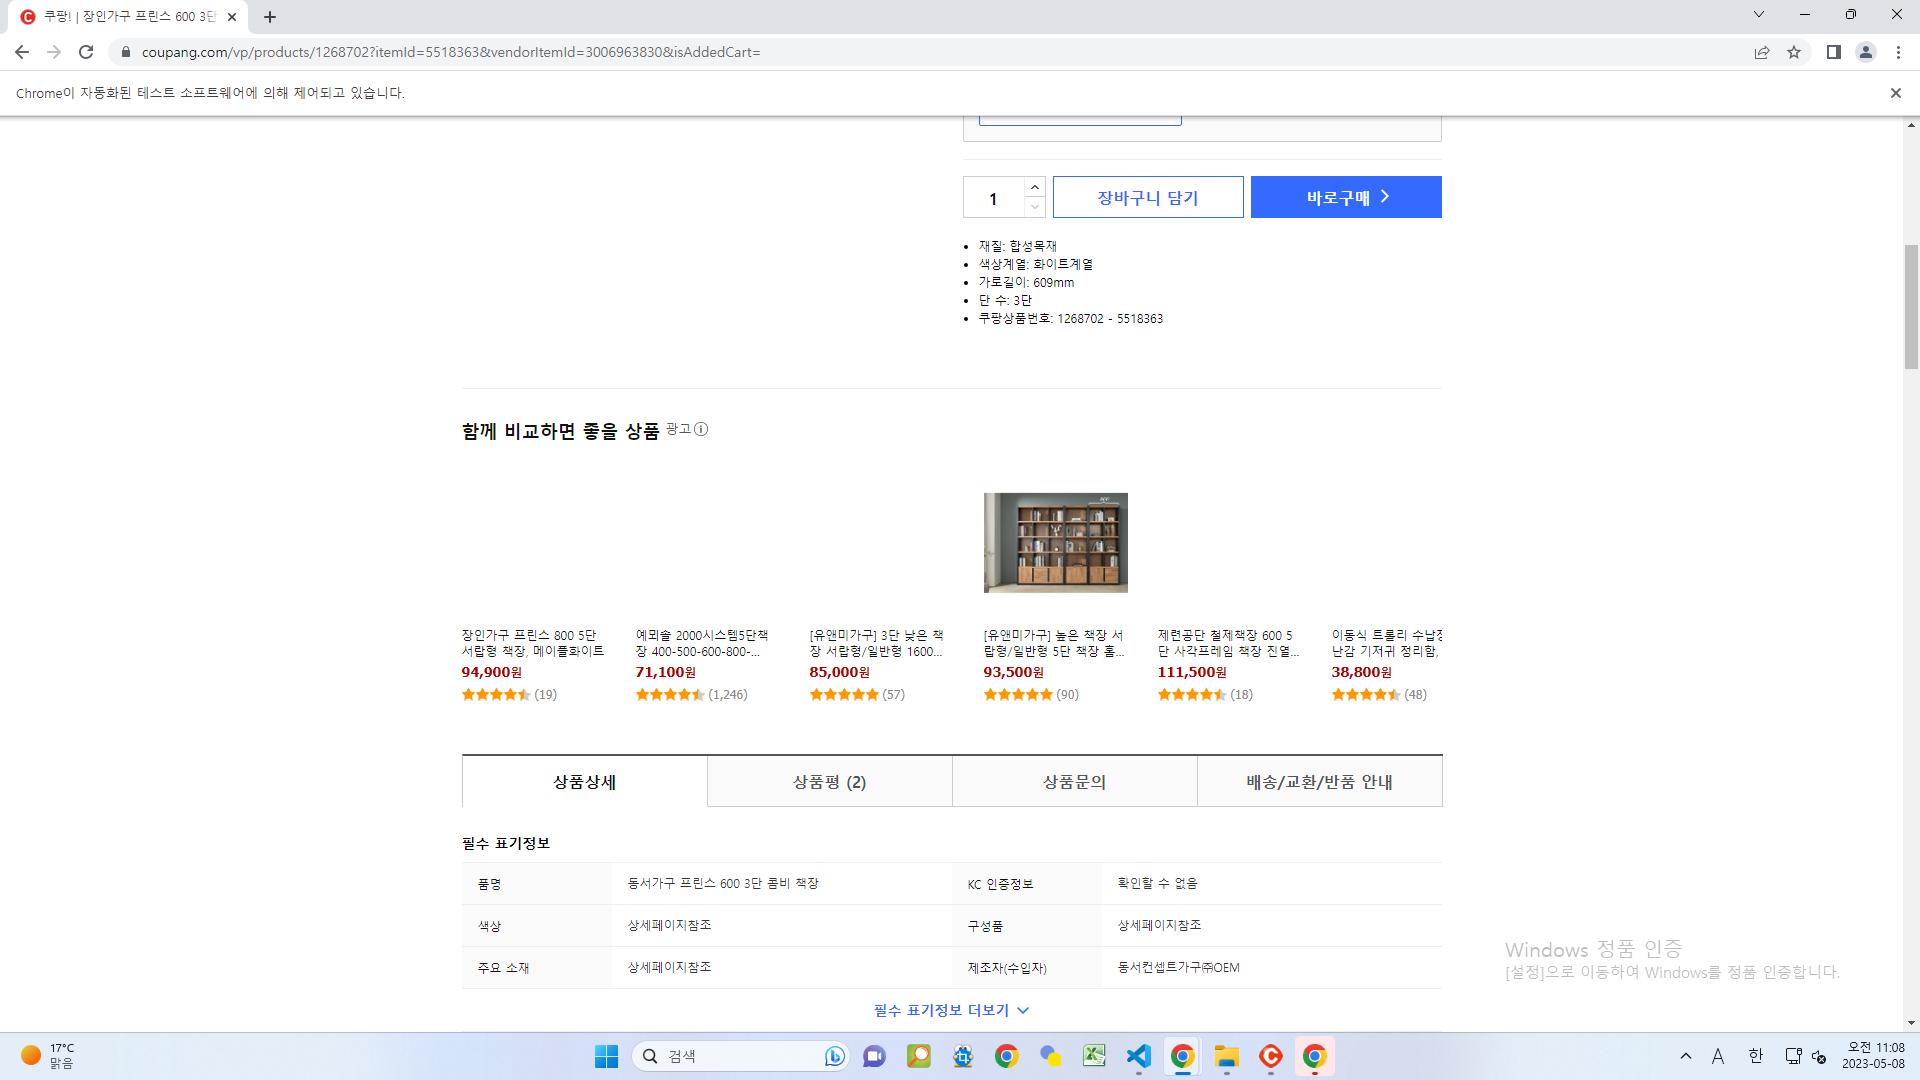 쿠팡! | 장인가구 프린스 600 3단
coupang.com/vp/products/1268702?itemId=5518363&vendorItemId=3006963830&isAddedCart=
Chrome이 자동화된 테스트 소프트웨어에 의해 제어되고 있습니다.
1
장바구니 담기
바로구매 >
• 재질: 합성목재
• 색상계열: 화이트계열
• 가로길이: 609mm
• 단 수: 3단
• 쿠팡상품번호: 1268702 - 5518363
함께 비교하면 좋을 상품 광고
장인가구 프린스 800 5단
서랍형 책장, 메이플화이트
94,900원
(19)
예뫼솔 2000시스템5단책
장 400-500-600-800-...
71,100원
(1,246)
[유앤미가구] 3단 낮은 책
장 서랍형/일반형 1600...
85,000원
(57)
[유앤미가구] 높은 책장 서
랍형/일반형 5단 책장 홈...
93,500원
(90)
제련공단 철제책장 600 5
단 사각프레임 책장 진열...
111,500원
(18)
이동식 트롤리 수납장
난감 기저귀 정리함,
38,800원
(48)
상품상세
상품평 (2)
상품문의
배송/교환/반품 안내
필수 표기정보
품명 동서가구 프린스 600 3단 콤비 책장 KC 인증정보 확인할 수 없음
색상 상세페이지참조 구성품 상세페이지참조
주요 소재 상세페이지참조 제조자(수입자) 동서컨셉트가구㈜OEM
필수 표기정보 더보기
Windows 정품 인증
[설정]으로 이동하여 Windows를 정품 인증합니다.
17°C
맑음
검색
A
한
오전 11:08
2023-05-08